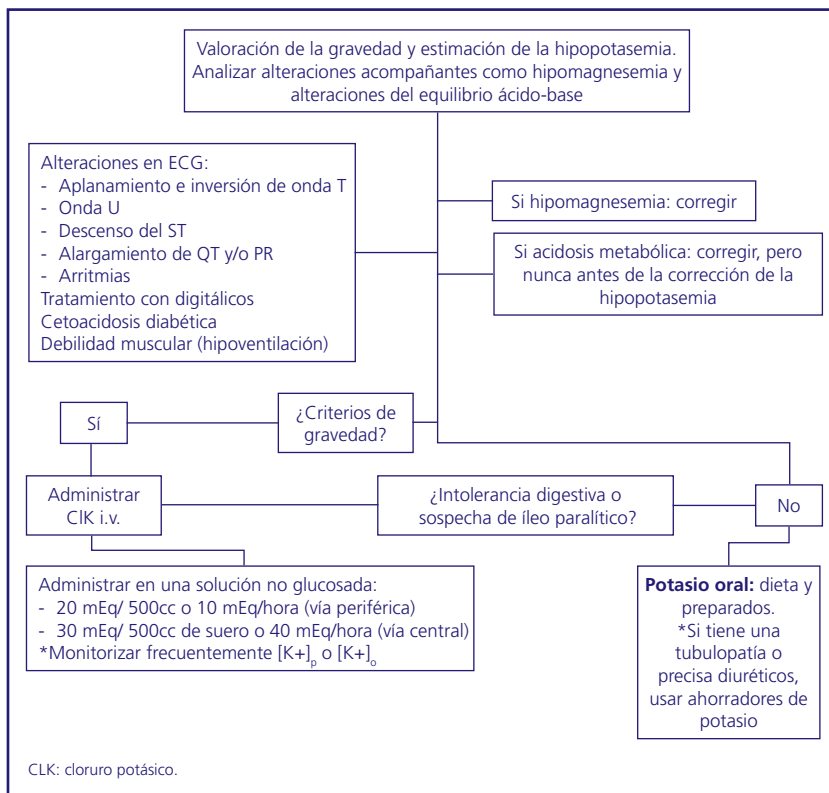 Valoración de la gravedad y estimación de la hipopotasemia.
Analizar alteraciones acompañantes como hipomagnesemia y
alteraciones del equilibrio ácido-base
Alteraciones en ECG:
- Aplanamiento e inversión de onda T
- Onda U
- Descenso del ST
- Alargamiento de QT y/o PR
- Arritmias
Tratamiento con digitálicos
Cetoacidosis diabética
Debilidad muscular (hipoventilación)
Si hipomagnesemia: corregir
Si acidosis metabólica: corregir, pero
nunca antes de la corrección de la
hipopotasemia
Sí
¿Criterios de
gravedad?
Administrar
ClK i.v.
¿Intolerancia digestiva o
sospecha de íleo paralítico?
No
Administrar en una solución no glucosada:
- 20 mEq/ 500cc o 10 mEq/hora (vía periférica)
- 30 mEq/ 500cc de suero o 40 mEq/hora (vía central)
*Monitorizar frecuentemente [K+]p o [K+]o
Potasio oral: dieta y
preparados.
*Si tiene una
tubulopatía o
precisa diuréticos,
usar ahorradores de
potasio
CLK: cloruro potásico.